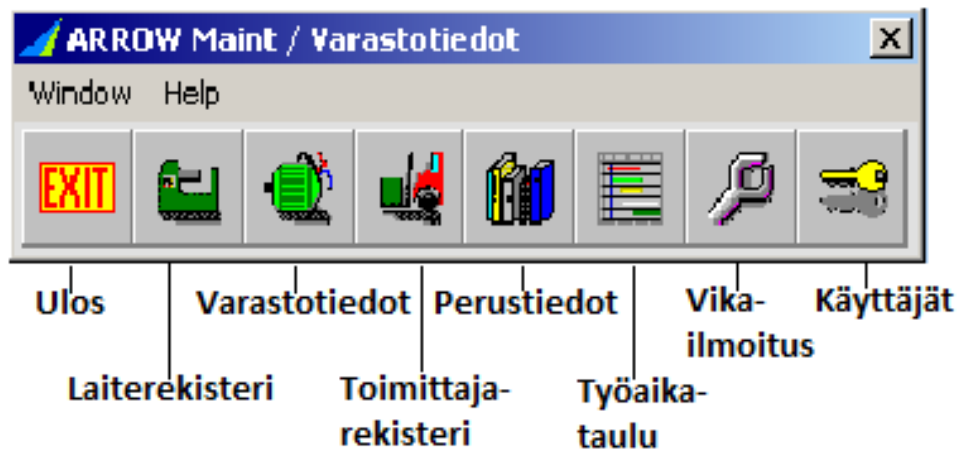 ARROW Maint / Varastotiedot
Window Help
EXIT
Ulos Varastotiedot Perustiedot Vika- Käyttäjät
ilmoitus
Laiterekisteri Toimittaja- Työaika-
rekisteri taulu